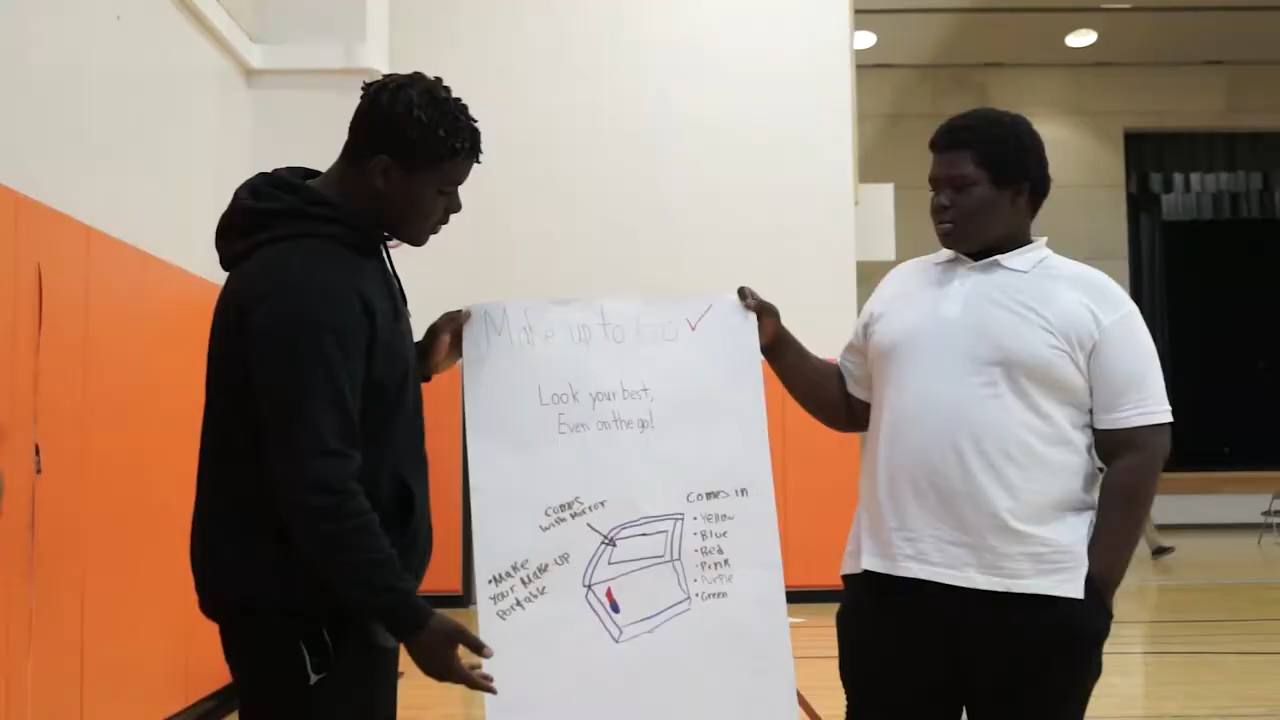 Make up to Go
Look your best,
Even on the go!
Comes
with Mirror
• Make
your Make-up
Portable
Comes in
• Yellow
• Blue
• Red
• Pink
• Purple
• Green